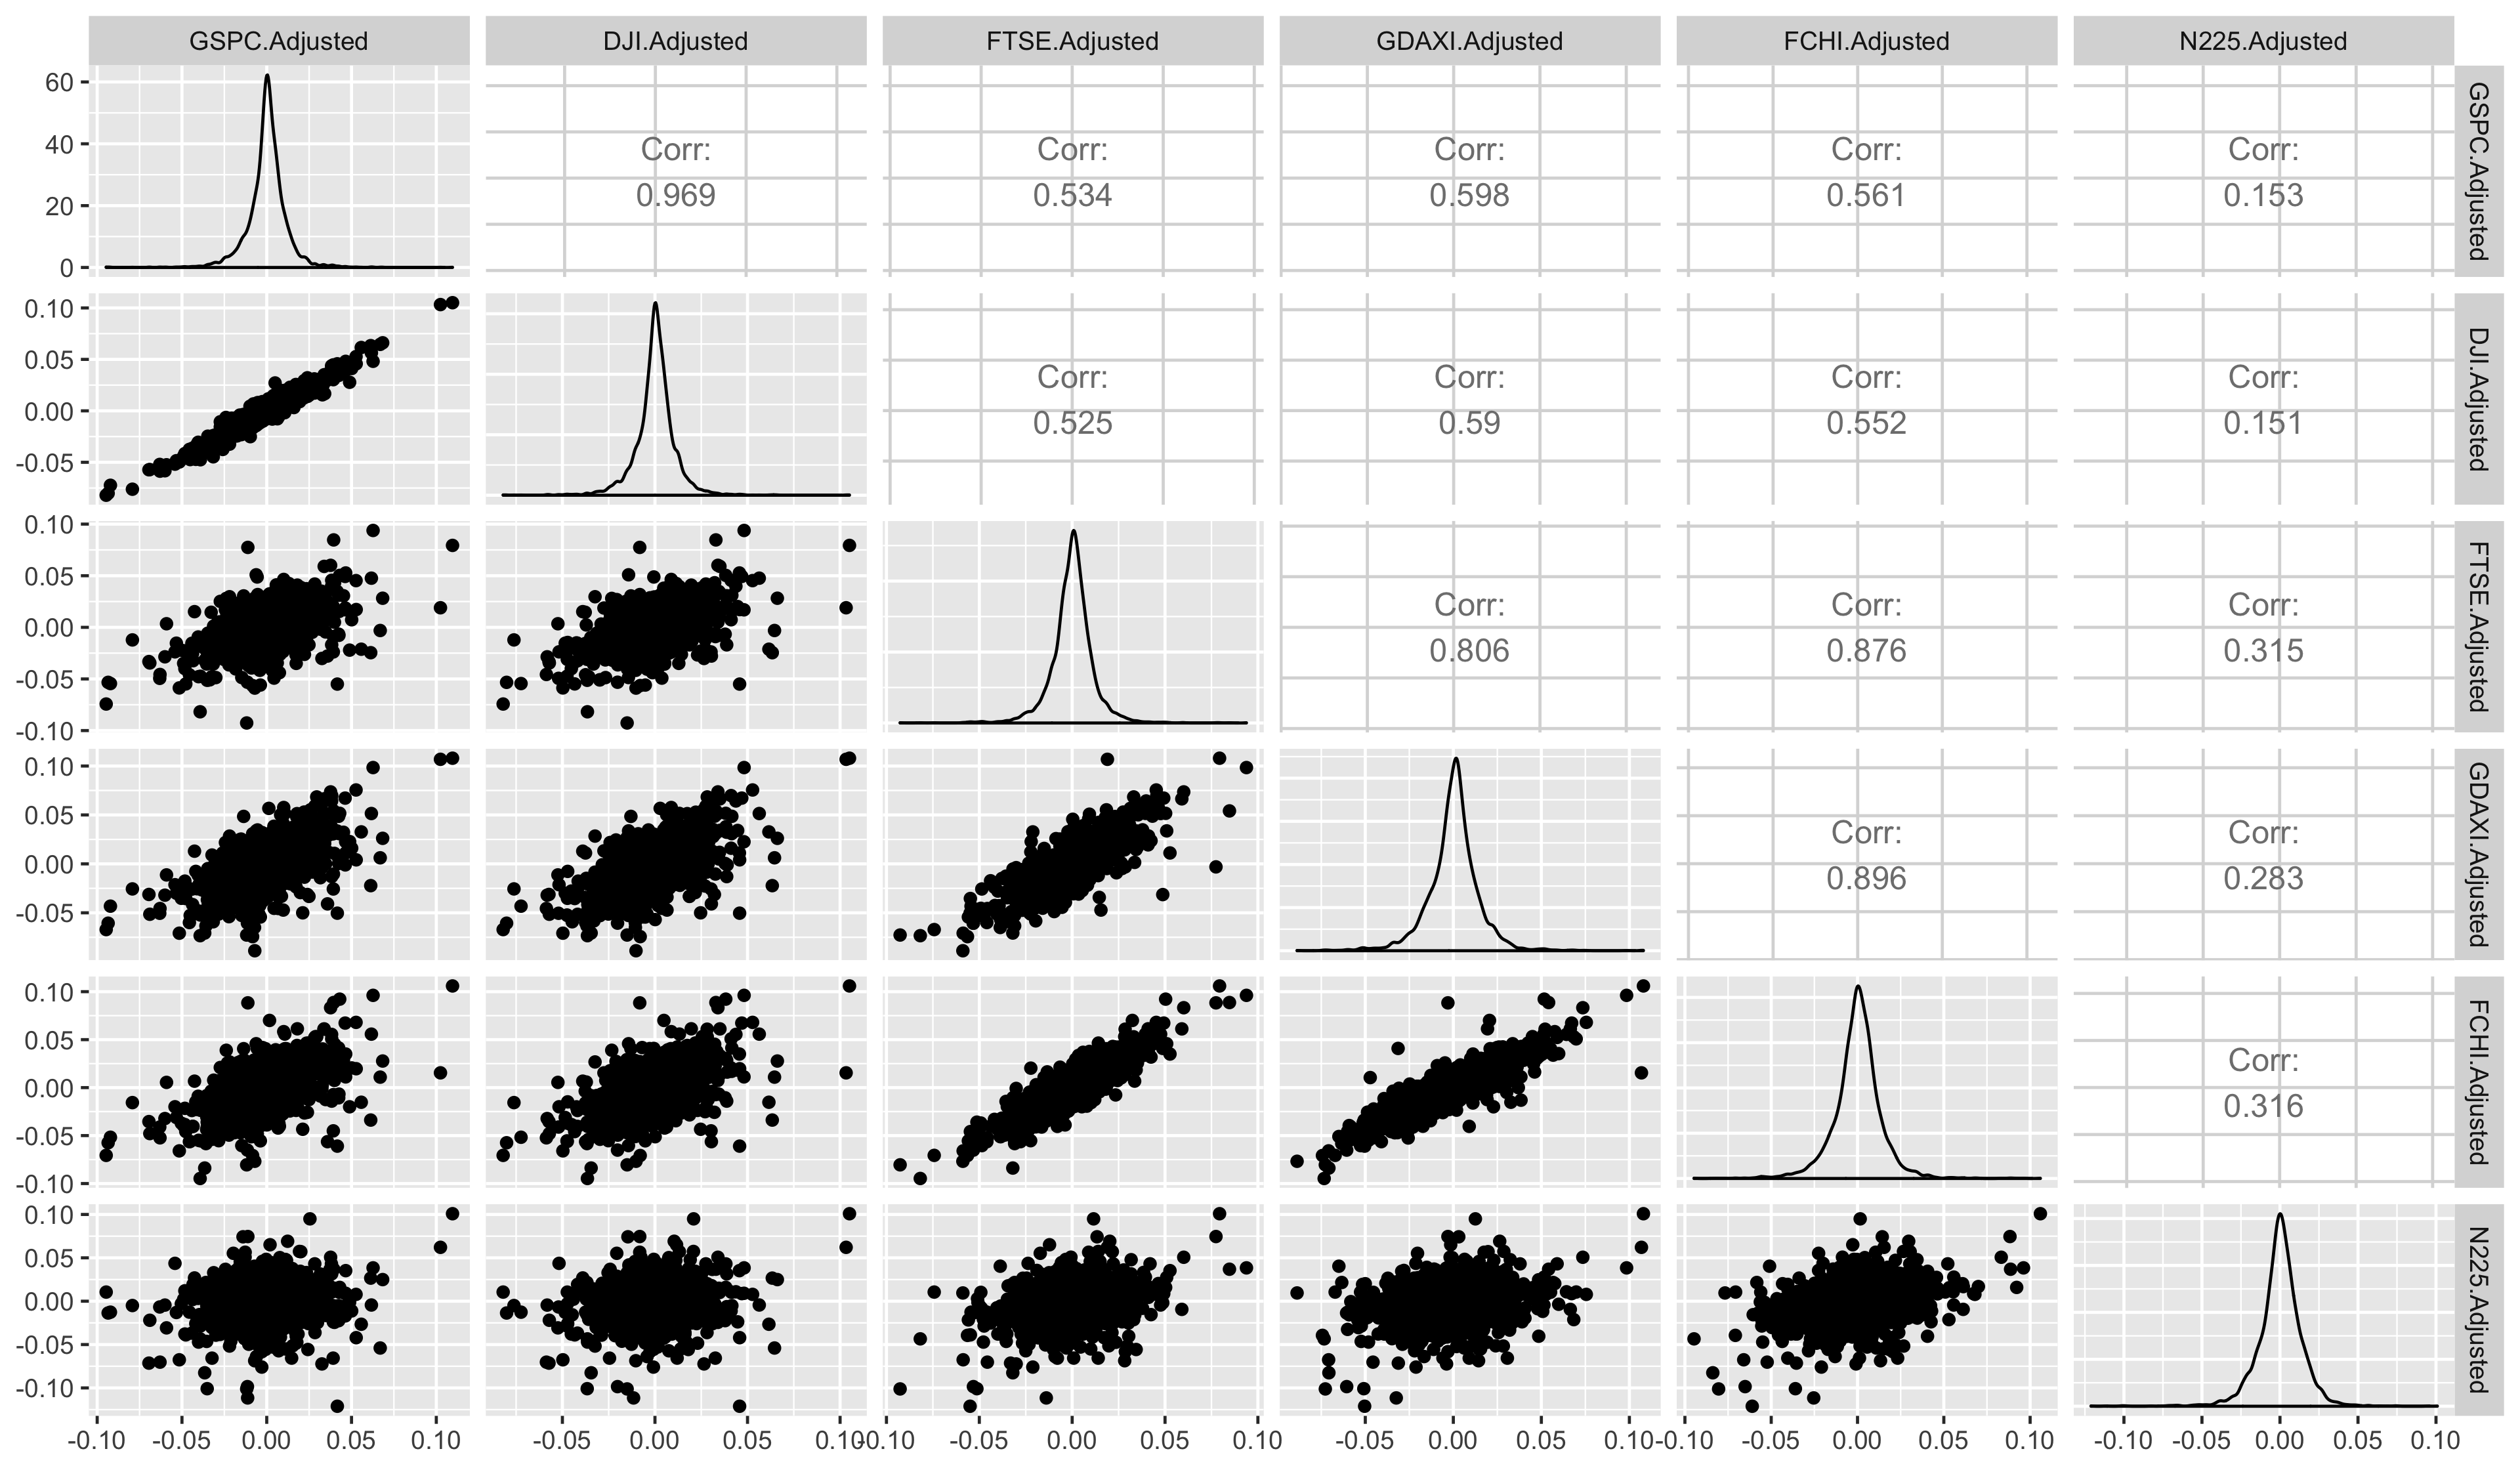 GSPC.Adjusted DJI.Adjusted FTSE.Adjusted GDAXI.Adjusted FCHI.Adjusted N225.Adjusted
60
40
20
0
Corr:
0.969
Corr:
0.534
Corr:
0.598
Corr:
0.561
Corr:
0.153
GSPC.Adjusted
0.10
0.05
0.00
-0.05
Corr:
0.525
Corr:
0.59
Corr:
0.552
Corr:
0.151
DJI.Adjusted
0.10
0.05
0.00
-0.05
-0.10
Corr:
0.806
Corr:
0.876
Corr:
0.315
FTSE.Adjusted
0.10
0.05
0.00
-0.05
Corr:
0.896
Corr:
0.283
GDAXI.Adjusted
0.10
0.05
0.00
-0.05
-0.10
Corr:
0.316
FCHI.Adjusted
0.10
0.05
0.00
-0.05
-0.10
N225.Adjusted
-0.10 -0.05 0.00 0.05 0.10 -0.05 0.00 0.05 0.10 -0.10 -0.05 0.00 0.05 0.10 -0.05 0.00 0.05 0.10 -0.10 -0.05 0.00 0.05 0.10 -0.10 -0.05 0.00 0.05 0.10